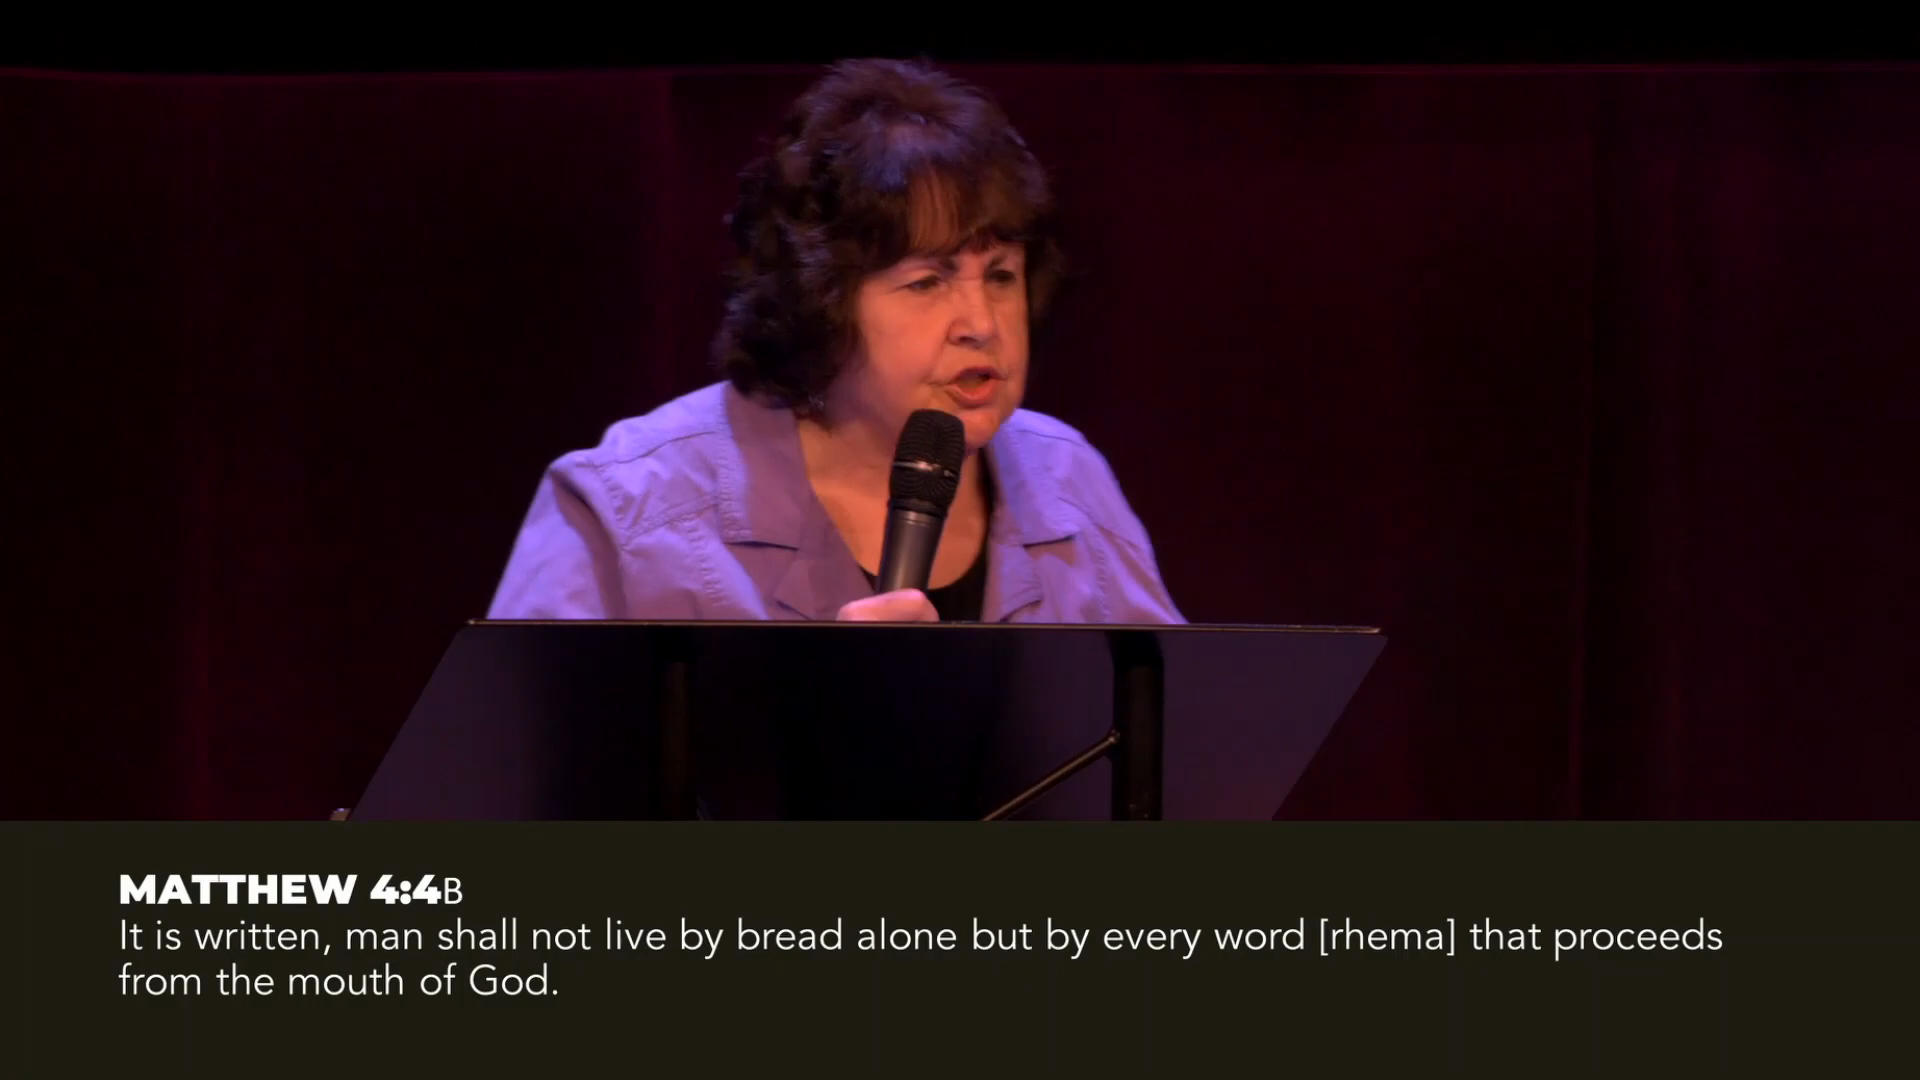 MATTHEW 4:4B
It is written, man shall not live by bread alone but by every word [rhema] that proceeds
from the mouth of God.